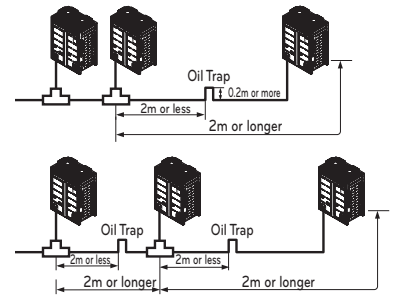 Oil Trap
0.2m or more
2m or less
2m or longer
Oil Trap
Oil Trap
2m or less
2m or less
2m or longer
2m or longer